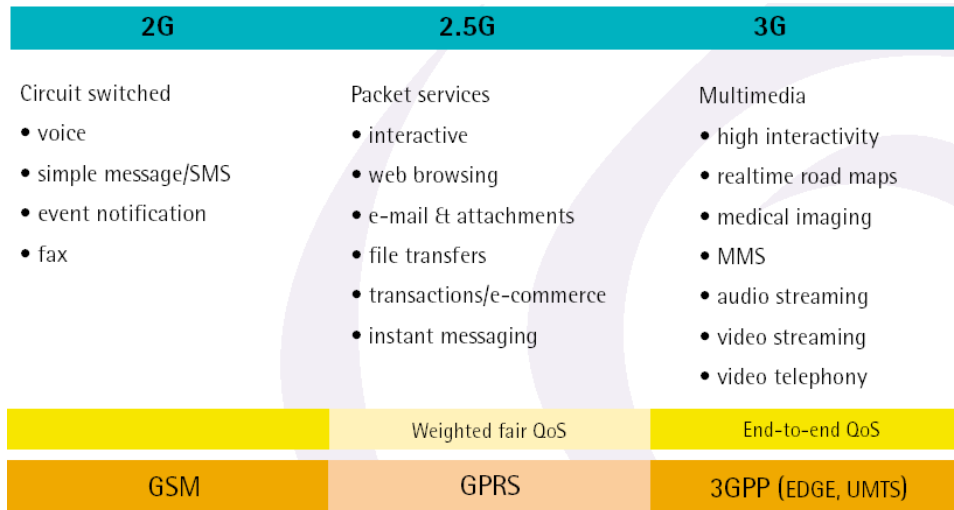 2G
2.5G
3G
Circuit switched
• voice
• simple message/SMS
• event notification
• fax
Packet services
• interactive
• web browsing
• e-mail & attachments
• file transfers
• transactions/e-commerce
• instant messaging
Multimedia
• high interactivity
• realtime road maps
• medical imaging
• MMS
• audio streaming
• video streaming
• video telephony
Weighted fair QoS
End-to-end QoS
GSM
GPRS
3GPP (EDGE, UMTS)